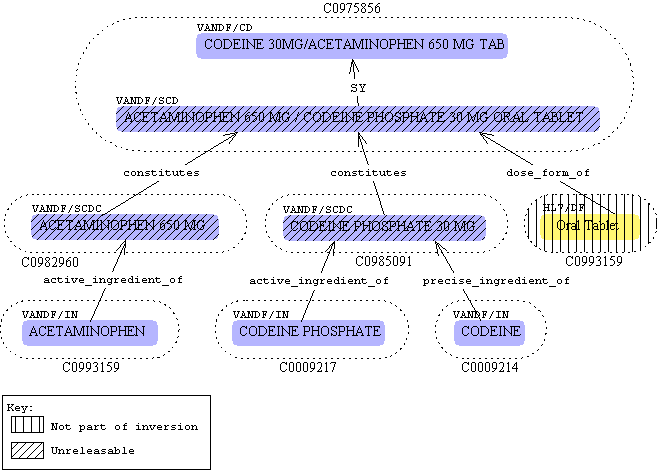 C0975856
VANDF/CD
CODEINE 30MG/ACETAMINOPHEN 650 MG TAB
SY
VANDF/SCD
ACETAMINOPHEN 650 MG / CODEINE PHOSPHATE 30 MG ORAL TABLET
constitutes constitutes dose_form_of
VANDF/SCDC VANDF/SCDC HL7/DF
ACETAMINOPHEN 650 MG CODEINE PHOSPHATE 30 MG Oral Tablet
C0982960 C0985091 C0993159
active_ingredient_of active_ingredient_of precise_ingredient_of
VANDF/IN VANDF/IN VANDF/IN
ACETAMINOPHEN CODEINE PHOSPHATE CODEINE
C0993159 C0009217 C0009214
Key:
Not part of inversion
Unreleasable